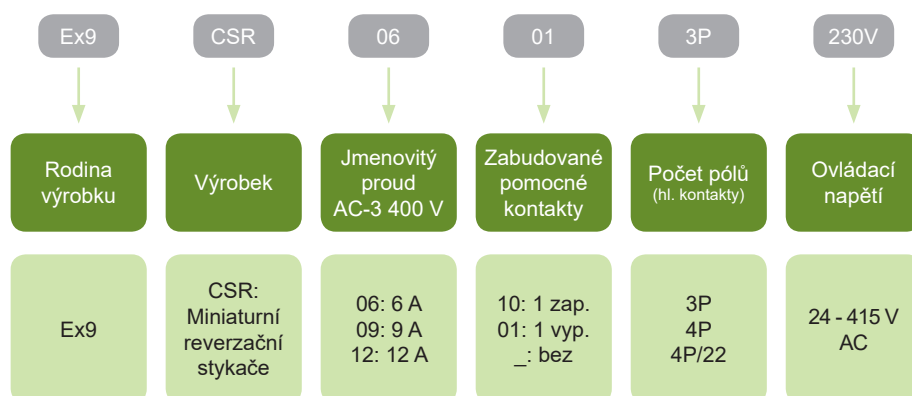 Ex9
CSR
06
01
3P
230V
Rodina
výrobku
Výrobek
Jmenovitý
proud
AC-3 400 V
Zabudované
pomocné
kontakty
Počet pólů
(hl. kontakty)
Ovládací
napětí
Ex9
CSR:
Miniaturní
reverzační
stykače
06: 6 A
09: 9 A
12: 12 A
10: 1 zap.
01: 1 vyp.
_: bez
3P
4P
4P/22
24 - 415 V
AC